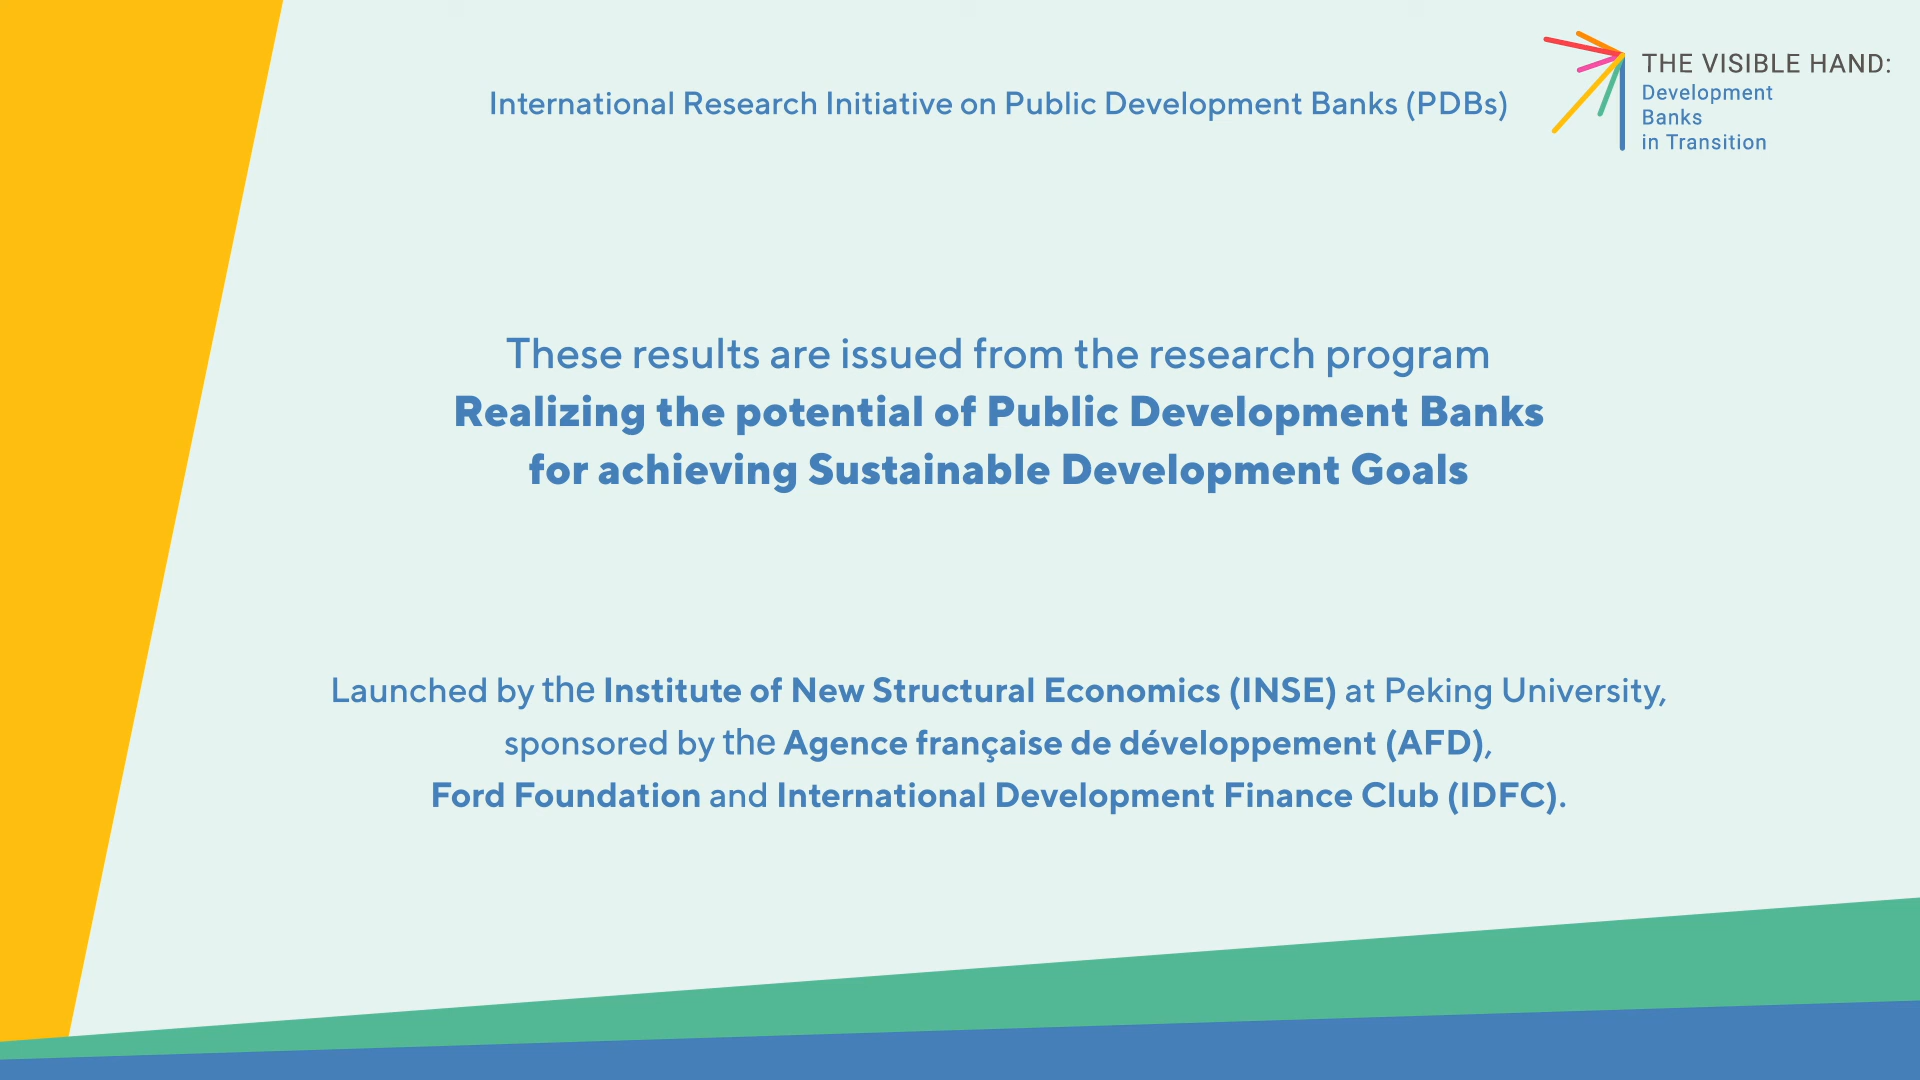 International Research Initiative on Public Development Banks (PDBs)
THE VISIBLE HAND:
Development
Banks
in Transition
These results are issued from the research program
Realizing the potential of Public Development Banks
for achieving Sustainable Development Goals
Launched by the Institute of New Structural Economics (INSE) at Peking University,
sponsored by the Agence française de développement (AFD),
Ford Foundation and International Development Finance Club (IDFC).